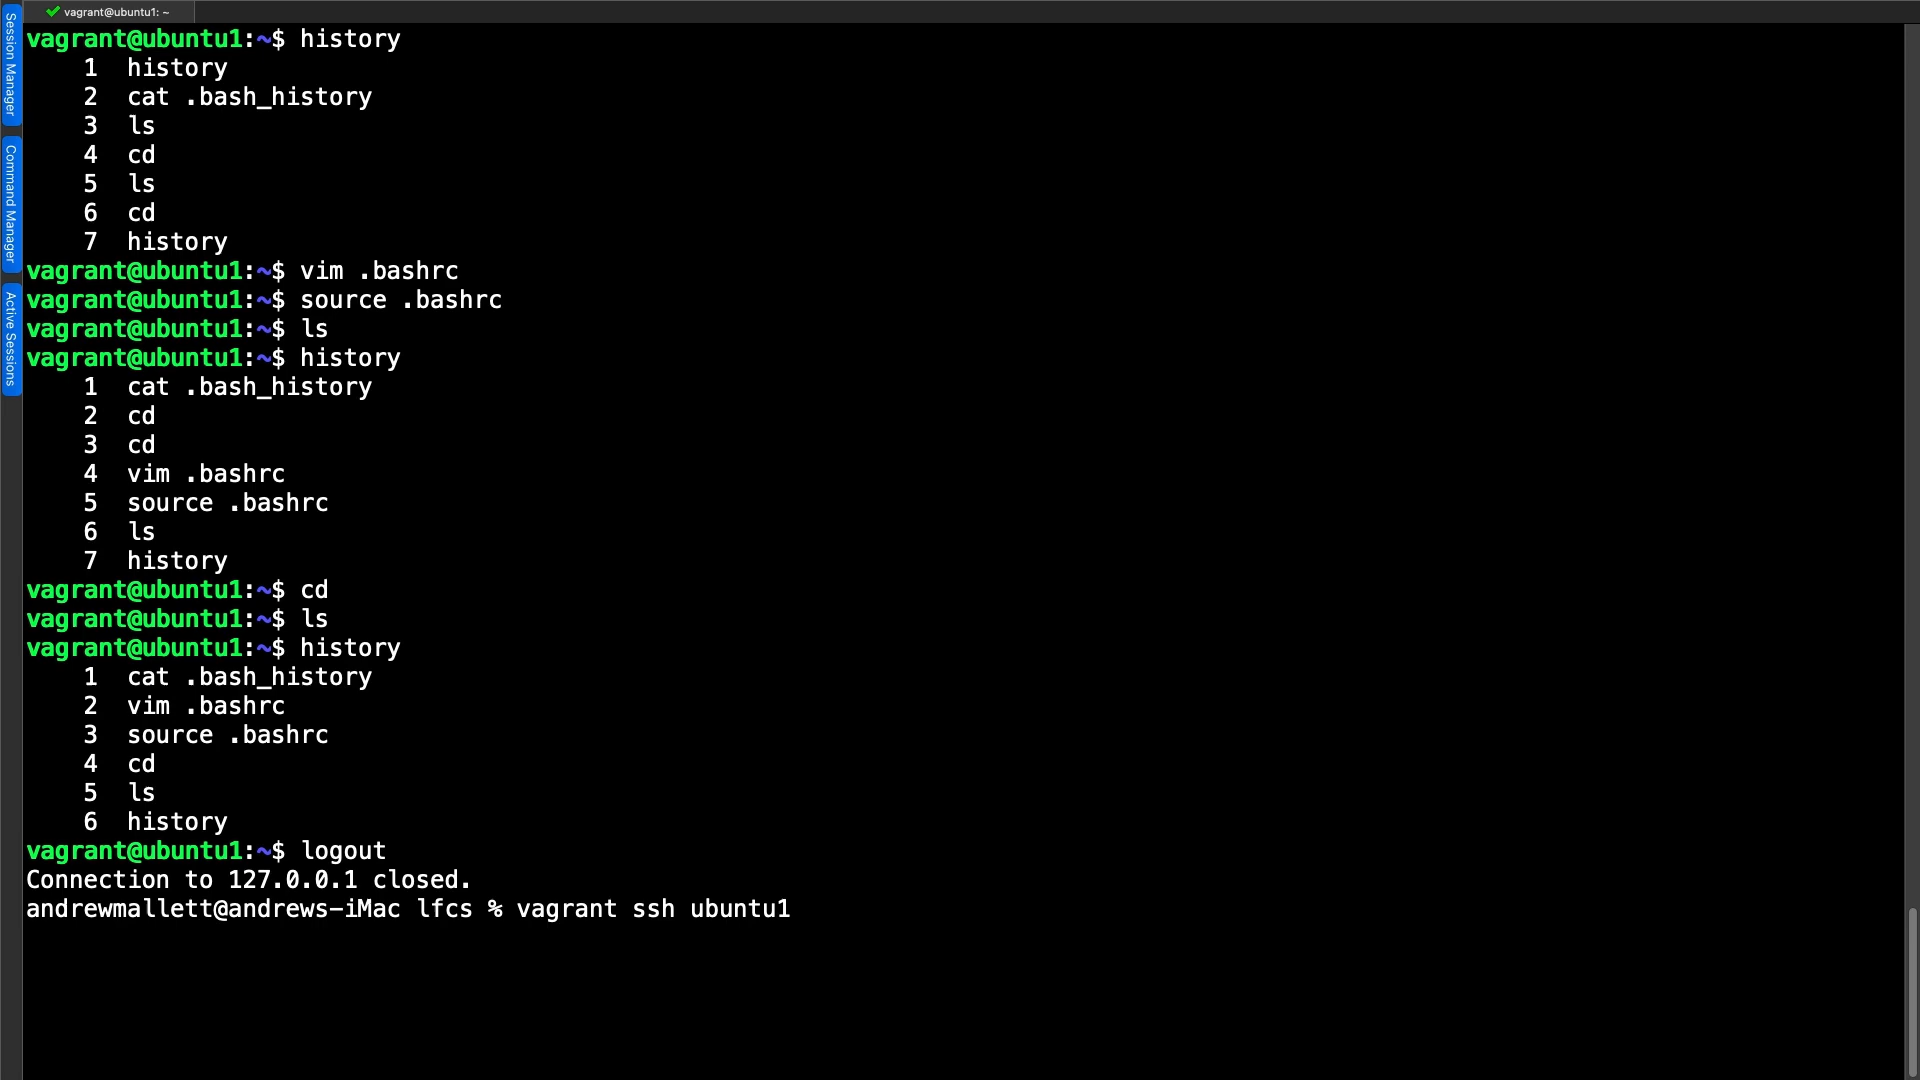 vagrant@ubuntu1: ~
Session Manager
Command Manager
Active Sessions
vagrant@ubuntu1:~$ history
    1  history
    2  cat .bash_history
    3  ls
    4  cd
    5  ls
    6  cd
    7  history
vagrant@ubuntu1:~$ vim .bashrc
vagrant@ubuntu1:~$ source .bashrc
vagrant@ubuntu1:~$ ls
vagrant@ubuntu1:~$ history
    1  cat .bash_history
    2  cd
    3  cd
    4  vim .bashrc
    5  source .bashrc
    6  ls
    7  history
vagrant@ubuntu1:~$ cd
vagrant@ubuntu1:~$ ls
vagrant@ubuntu1:~$ history
    1  cat .bash_history
    2  vim .bashrc
    3  source .bashrc
    4  cd
    5  ls
    6  history
vagrant@ubuntu1:~$ logout
Connection to 127.0.0.1 closed.
andrewmallett@andrews-iMac lfcs % vagrant ssh ubuntu1